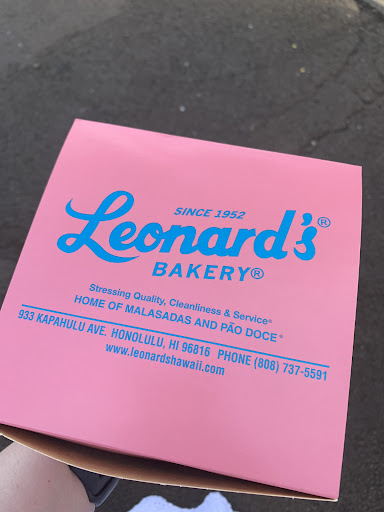 SINCE 1952
Leonard's®
BAKERY®
Stressing Quality, Cleanliness & Service®
HOME OF MALASADAS AND PÃO DOCE®
933 KAPAHULU AVE. HONOLULU, HI 96816 PHONE (808) 737-5591
www.leonardshawaii.com